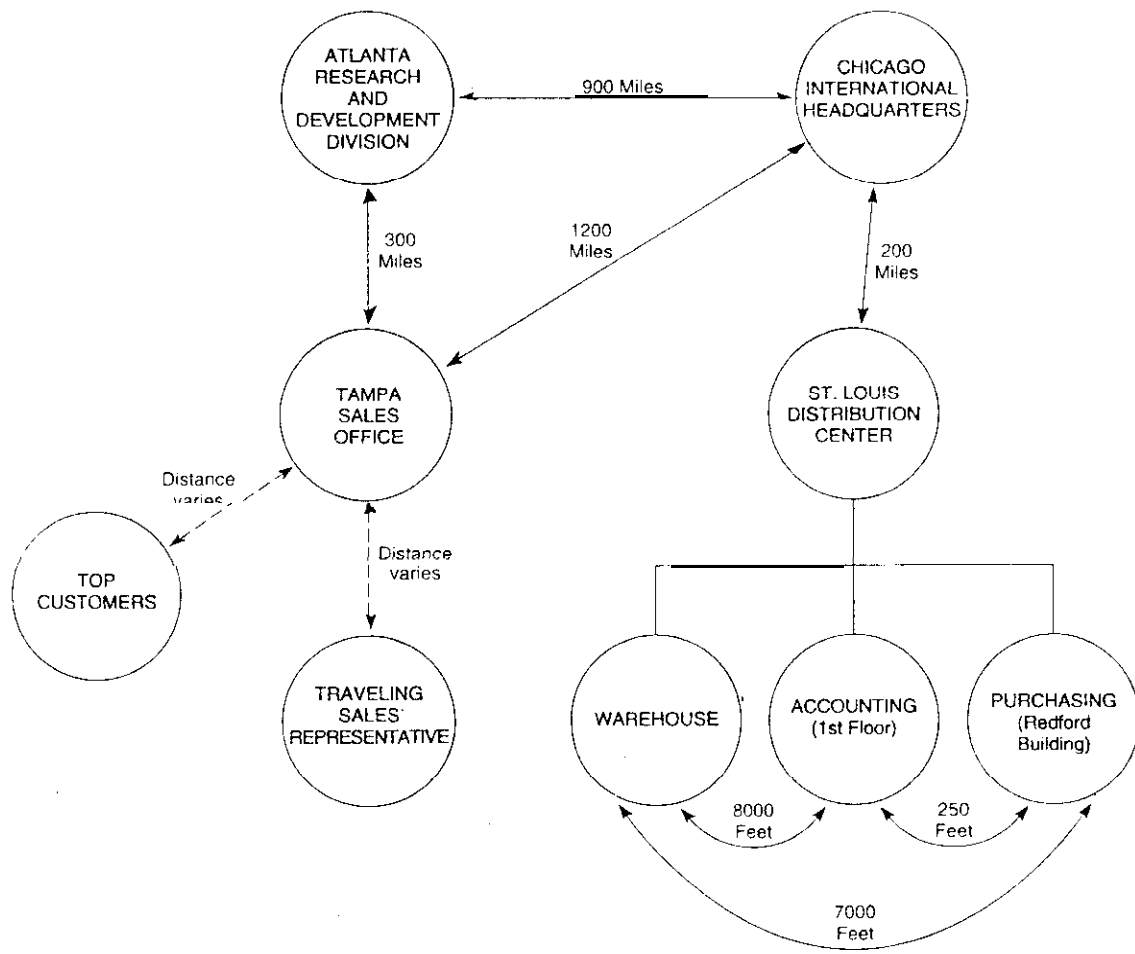 ATLANTA
RESEARCH
AND
DEVELOPMENT
DIVISION
900 Miles
CHICAGO
INTERNATIONAL
HEADQUARTERS
300
Miles
1200
Miles
200
Miles
TAMPA
SALES
OFFICE
ST. LOUIS
DISTRIBUTION
CENTER
Distance
varies
TOP
CUSTOMERS
Distance
varies
TRAVELING
SALES
REPRESENTATIVE
WAREHOUSE
ACCOUNTING
(1st Floor)
PURCHASING
(Redford
Building)
8000
Feet
250
Feet
7000
Feet